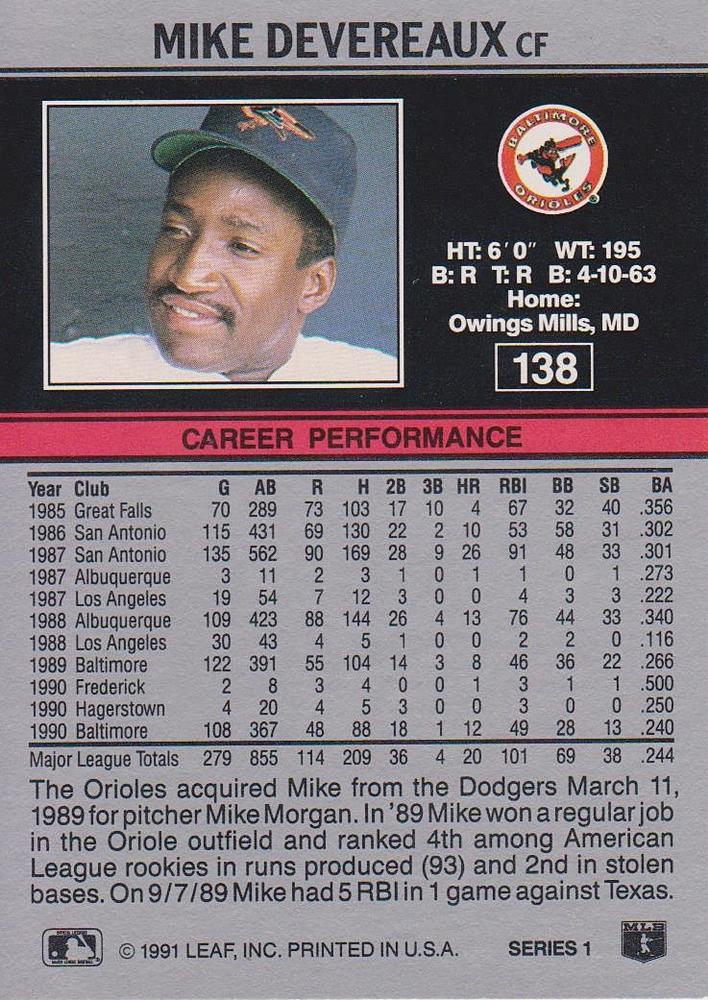 MIKE DEVEREAUX CF
BALTIMORE
ORIOLES
HT: 6'0" WT: 195
B: R T: R B: 4-10-63
Home:
Owings Mills, MD
138
CAREER PERFORMANCE
Year Club G AB R H 2B 3B HR RBI BB SB BA
1985 Great Falls 70 289 73 103 17 10 4 67 32 40 .356
1986 San Antonio 115 431 69 130 22 2 10 53 58 31 .302
1987 San Antonio 135 562 90 169 28 9 26 91 48 33 .301
1987 Albuquerque 3 11 2 3 1 0 1 1 0 1 .273
1987 Los Angeles 19 54 7 12 3 0 0 4 3 3 .222
1988 Albuquerque 109 423 88 144 26 4 13 76 44 33 .340
1988 Los Angeles 30 43 4 5 1 0 0 2 2 0 .116
1989 Baltimore 122 391 55 104 14 3 8 46 36 22 .266
1990 Frederick 2 8 3 4 0 0 1 3 1 1 .500
1990 Hagerstown 4 20 4 5 3 0 0 3 0 0 .250
1990 Baltimore 108 367 48 88 18 1 12 49 28 13 .240
Major League Totals 279 855 114 209 36 4 20 101 69 38 .244
The Orioles acquired Mike from the Dodgers March 11,
1989 for pitcher Mike Morgan. In '89 Mike won a regular job
in the Oriole outfield and ranked 4th among American
League rookies in runs produced (93) and 2nd in stolen
bases. On 9/7/89 Mike had 5 RBI in 1 game against Texas.
© 1991 LEAF, INC. PRINTED IN U.S.A. SERIES 1
MLB